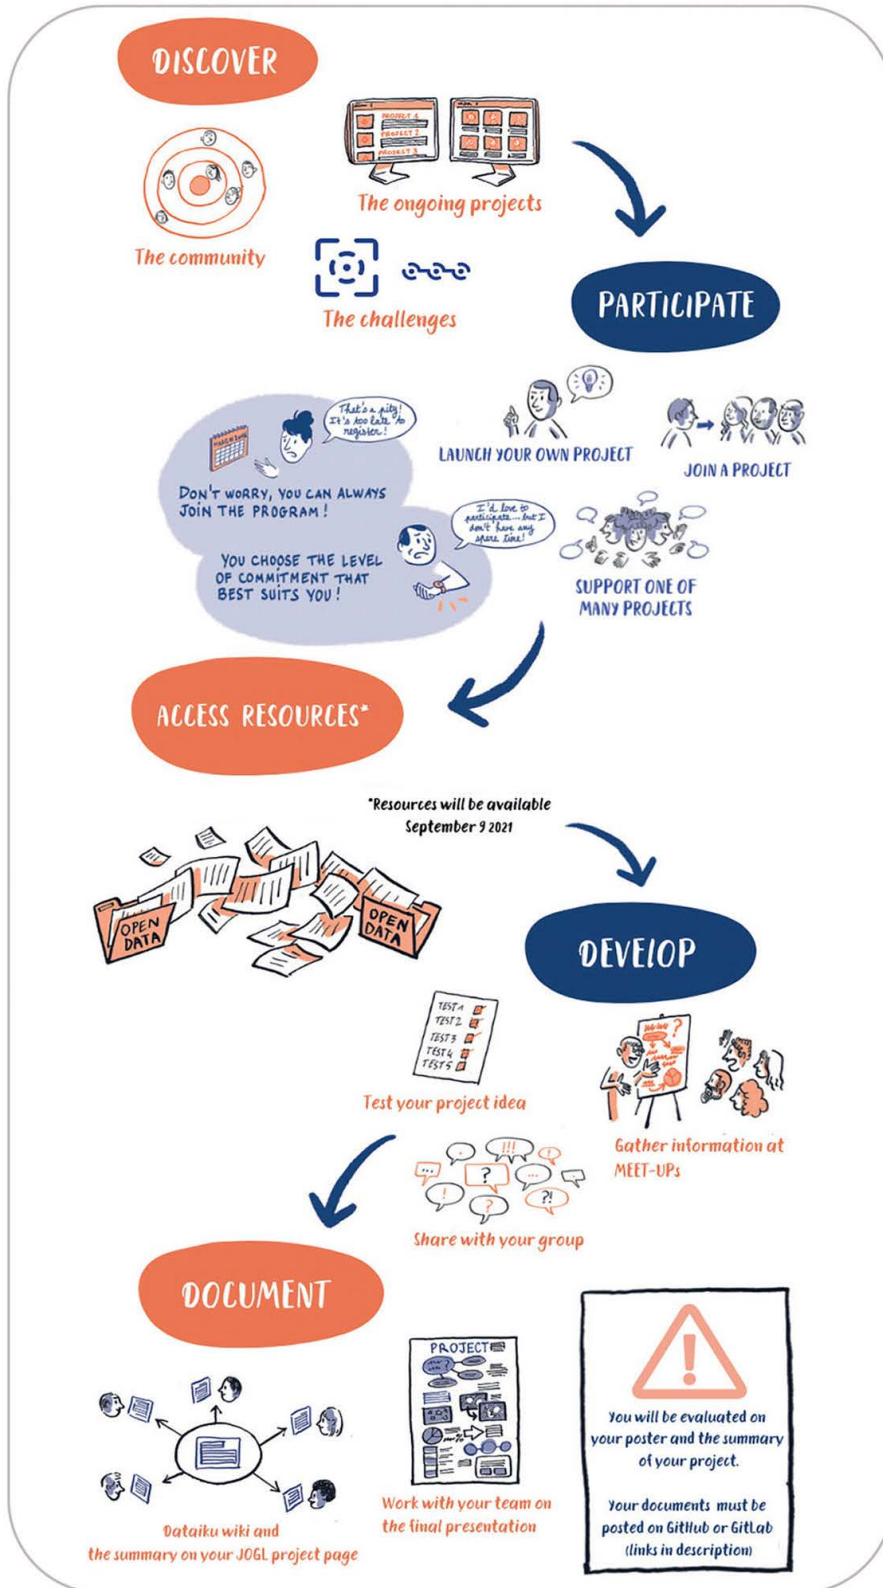 DISCOVER
PROJECT 1
PROJECT 2
PROJECT 3
The ongoing projects
The community
The challenges
PARTICIPATE
That's a pity!
It's too late to
register!
LAUNCH YOUR OWN PROJECT
JOIN A PROJECT
DON'T WORRY, YOU CAN ALWAYS
JOIN THE PROGRAM!
I'd love to
participate... but I
don't have any
spare time!
YOU CHOOSE THE LEVEL
OF COMMITMENT THAT
BEST SUITS YOU!
SUPPORT ONE OF
MANY PROJECTS
ACCESS RESOURCES*
*Resources will be available
September 9 2021
OPEN
DATA
OPEN
DATA
DEVELOP
TEST 1
TEST 2
TEST 3
TEST 4
TEST 5
?
Test your project idea
Gather information at
MEET-UPs
...
!!!
!
?
...
!
?
?!
Share with your group
DOCUMENT
PROJECT
Dataiku wiki and
the summary on your JOGL project page
Work with your team on
the final presentation
!
You will be evaluated on
your poster and the summary
of your project.
Your documents must be
posted on GitHub or GitLab
(links in description)